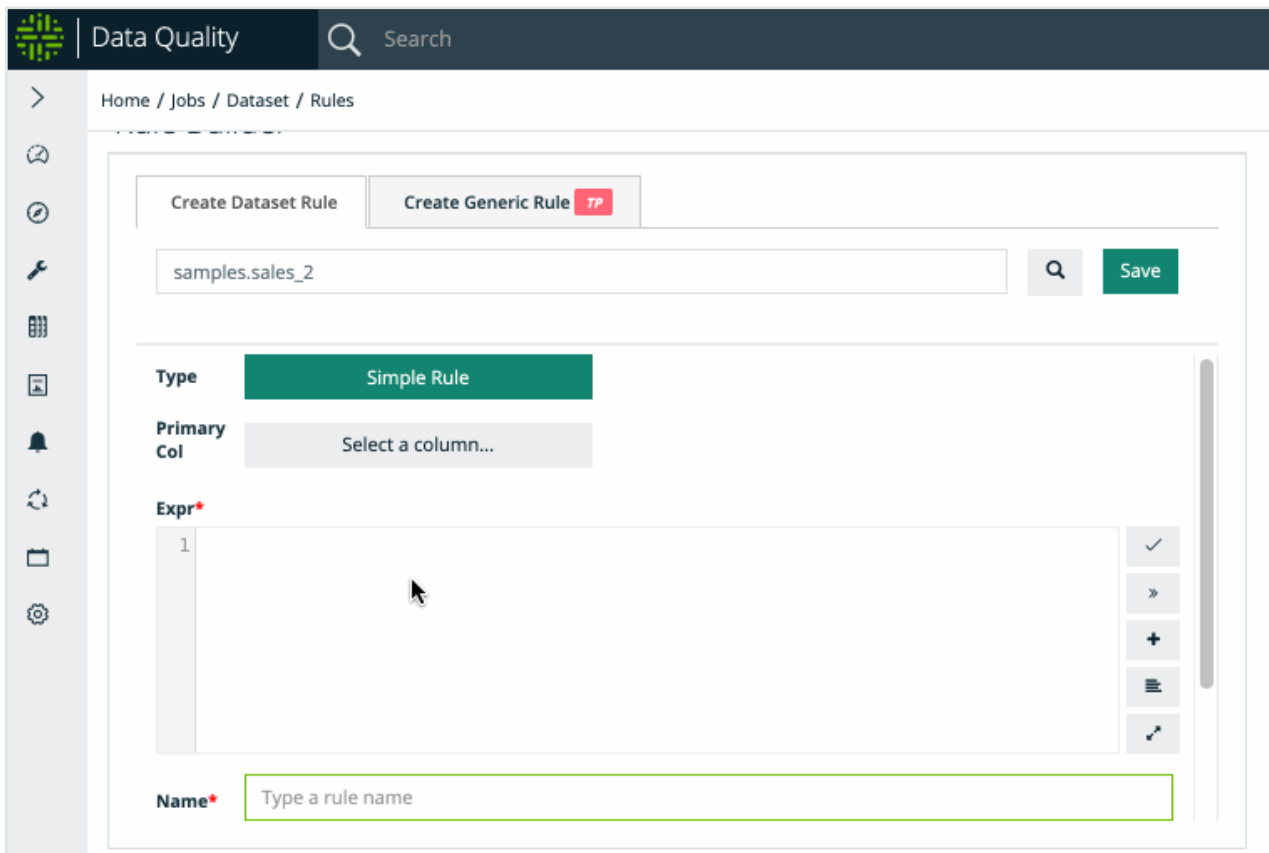 Data Quality
Search
Home / Jobs / Dataset / Rules
Create Dataset Rule
Create Generic Rule TP
samples.sales_2
Save
Type
Simple Rule
Primary
Col
Select a column...
Expr*
1
Name*
Type a rule name